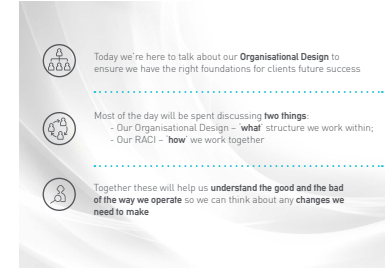 Today we're here to talk about our Organisational Design to
ensure we have the right foundations for clients future success
Most of the day will be spent discussing two things:
- Our Organisational Design – 'what' structure we work within;
- Our RACI – 'how' we work together
Together these will help us understand the good and the bad
of the way we operate so we can think about any changes we
need to make